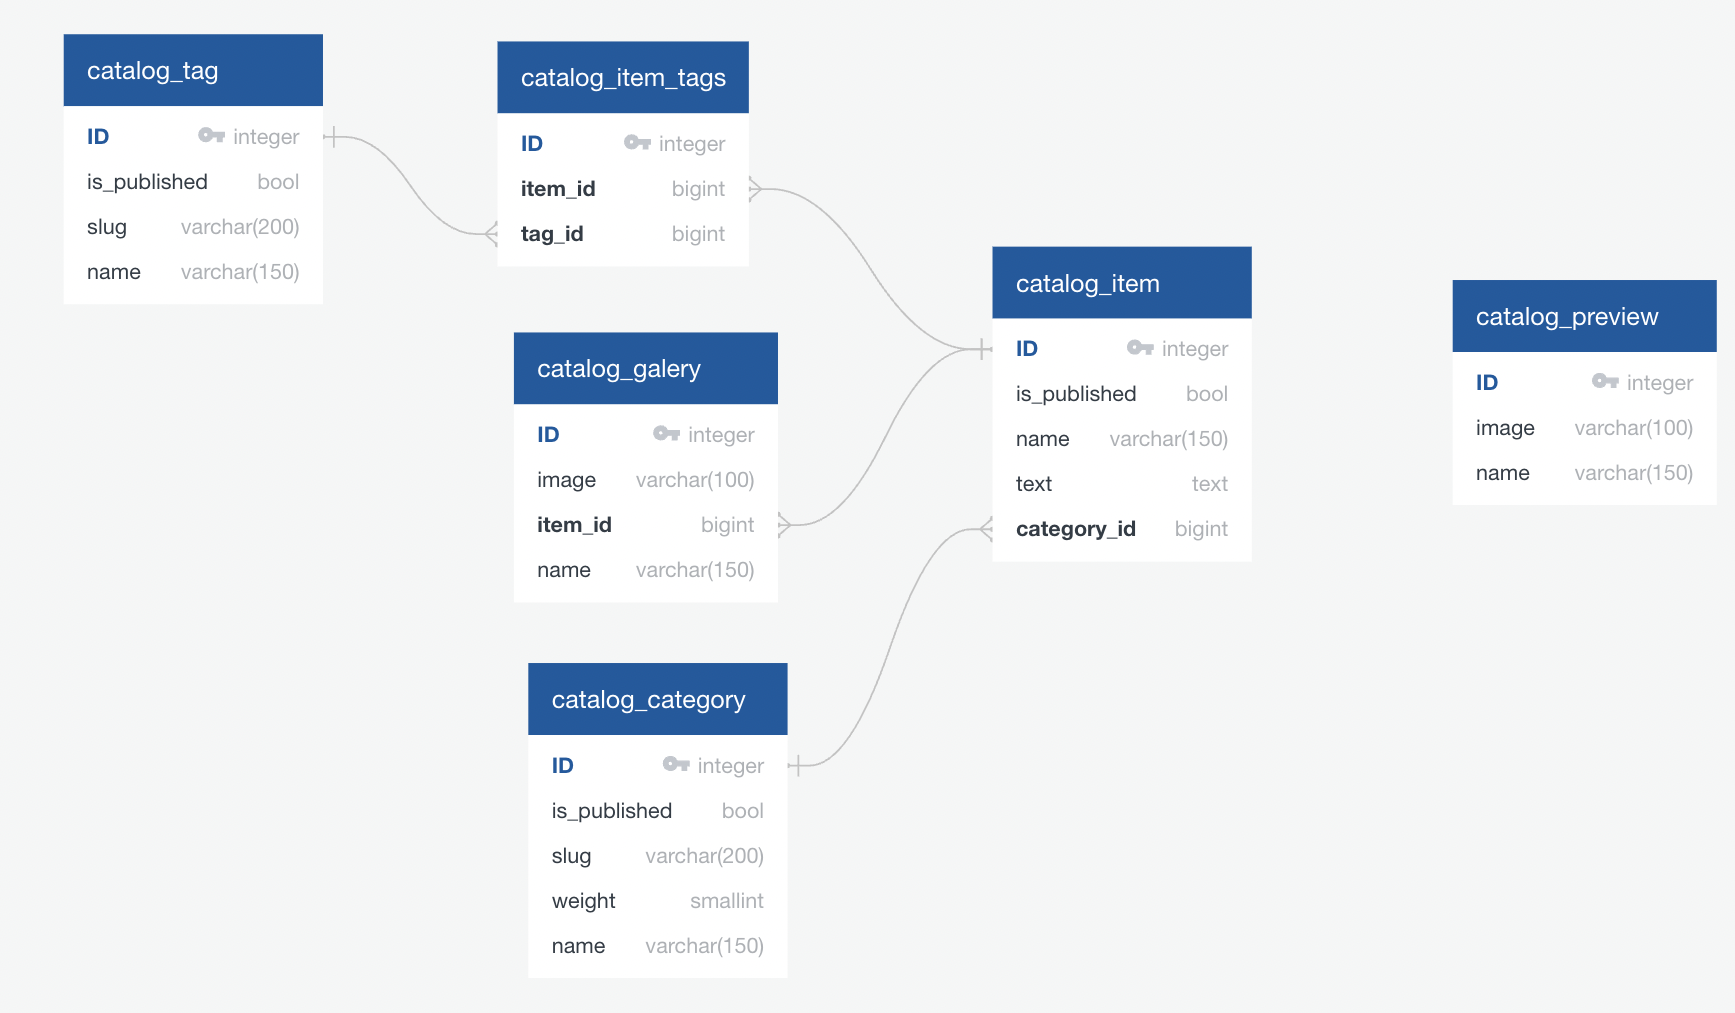 catalog_tag
ID integer
is_published bool
slug varchar(200)
name varchar(150)
catalog_item_tags
ID integer
item_id bigint
tag_id bigint
catalog_galery
ID integer
image varchar(100)
item_id bigint
name varchar(150)
catalog_category
ID integer
is_published bool
slug varchar(200)
weight smallint
name varchar(150)
catalog_item
ID integer
is_published bool
name varchar(150)
text text
category_id bigint
catalog_preview
ID integer
image varchar(100)
name varchar(150)